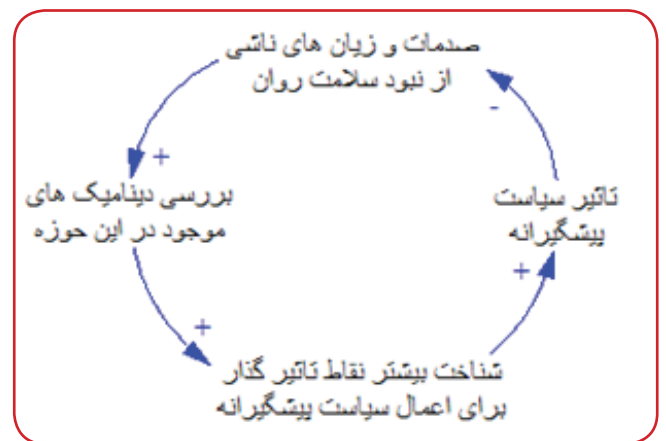 صدمات و زیان های ناشی
از نبود سلامت روان
-
+
بررسی دینامیک های
موجود در این حوزه
تاثیر سیاست
پیشگیرانه
+
+
شناخت بیشتر نقاط تاثیر گذار
برای اعمال سیاست پیشگیرانه